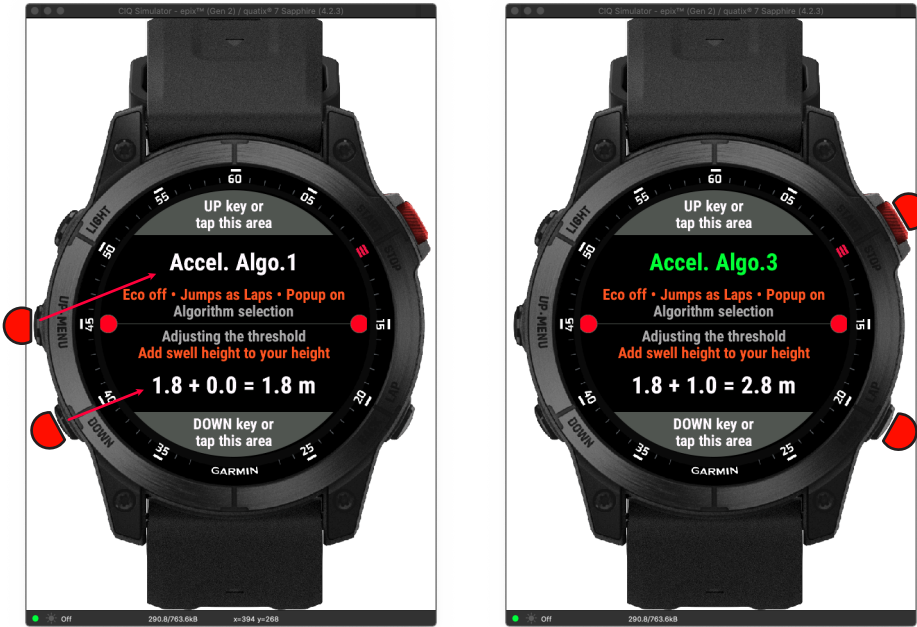 CIQ Simulator - epix™ (Gen 2) / quatix® 7 Sapphire (4.2.3)
60
55
05
LIGHT
50
STOP
UP key or
tap this area
Accel. Algo.1
Eco off • Jumps as Laps • Popup on
Algorithm selection
UP·MENU
45
15
Adjusting the threshold
Add swell height to your height
1.8 + 0.0 = 1.8 m
LAP
40
20
DOWN
DOWN key or
tap this area
35
25
GARMIN
Off
290.8/763.6kB
x=394 y=268
CIQ Simulator - epix™ (Gen 2) / quatix® 7 Sapphire (4.2.3)
60
55
05
LIGHT
50
STOP
UP key or
tap this area
Accel. Algo.3
Eco off • Jumps as Laps • Popup on
Algorithm selection
UP·MENU
45
15
Adjusting the threshold
Add swell height to your height
1.8 + 1.0 = 2.8 m
LAP
40
20
DOWN
DOWN key or
tap this area
35
25
GARMIN
Off
290.8/763.6kB